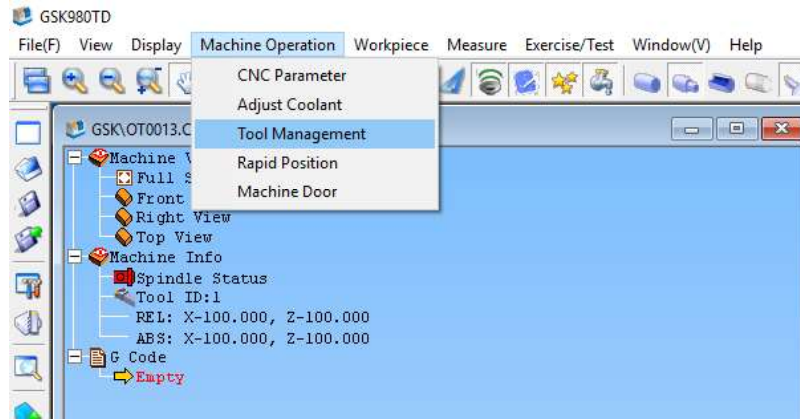 GSK980TD
File(F) View Display Machine Operation Workpiece Measure Exercise/Test Window(V) Help
CNC Parameter
Adjust Coolant
Tool Management
Rapid Position
Machine Door
GSK\OT0013.C
Machine V
Full S
Front
Right View
Top View
Machine Info
Spindle Status
Tool ID:1
REL: X-100.000, Z-100.000
ABS: X-100.000, Z-100.000
G Code
Empty